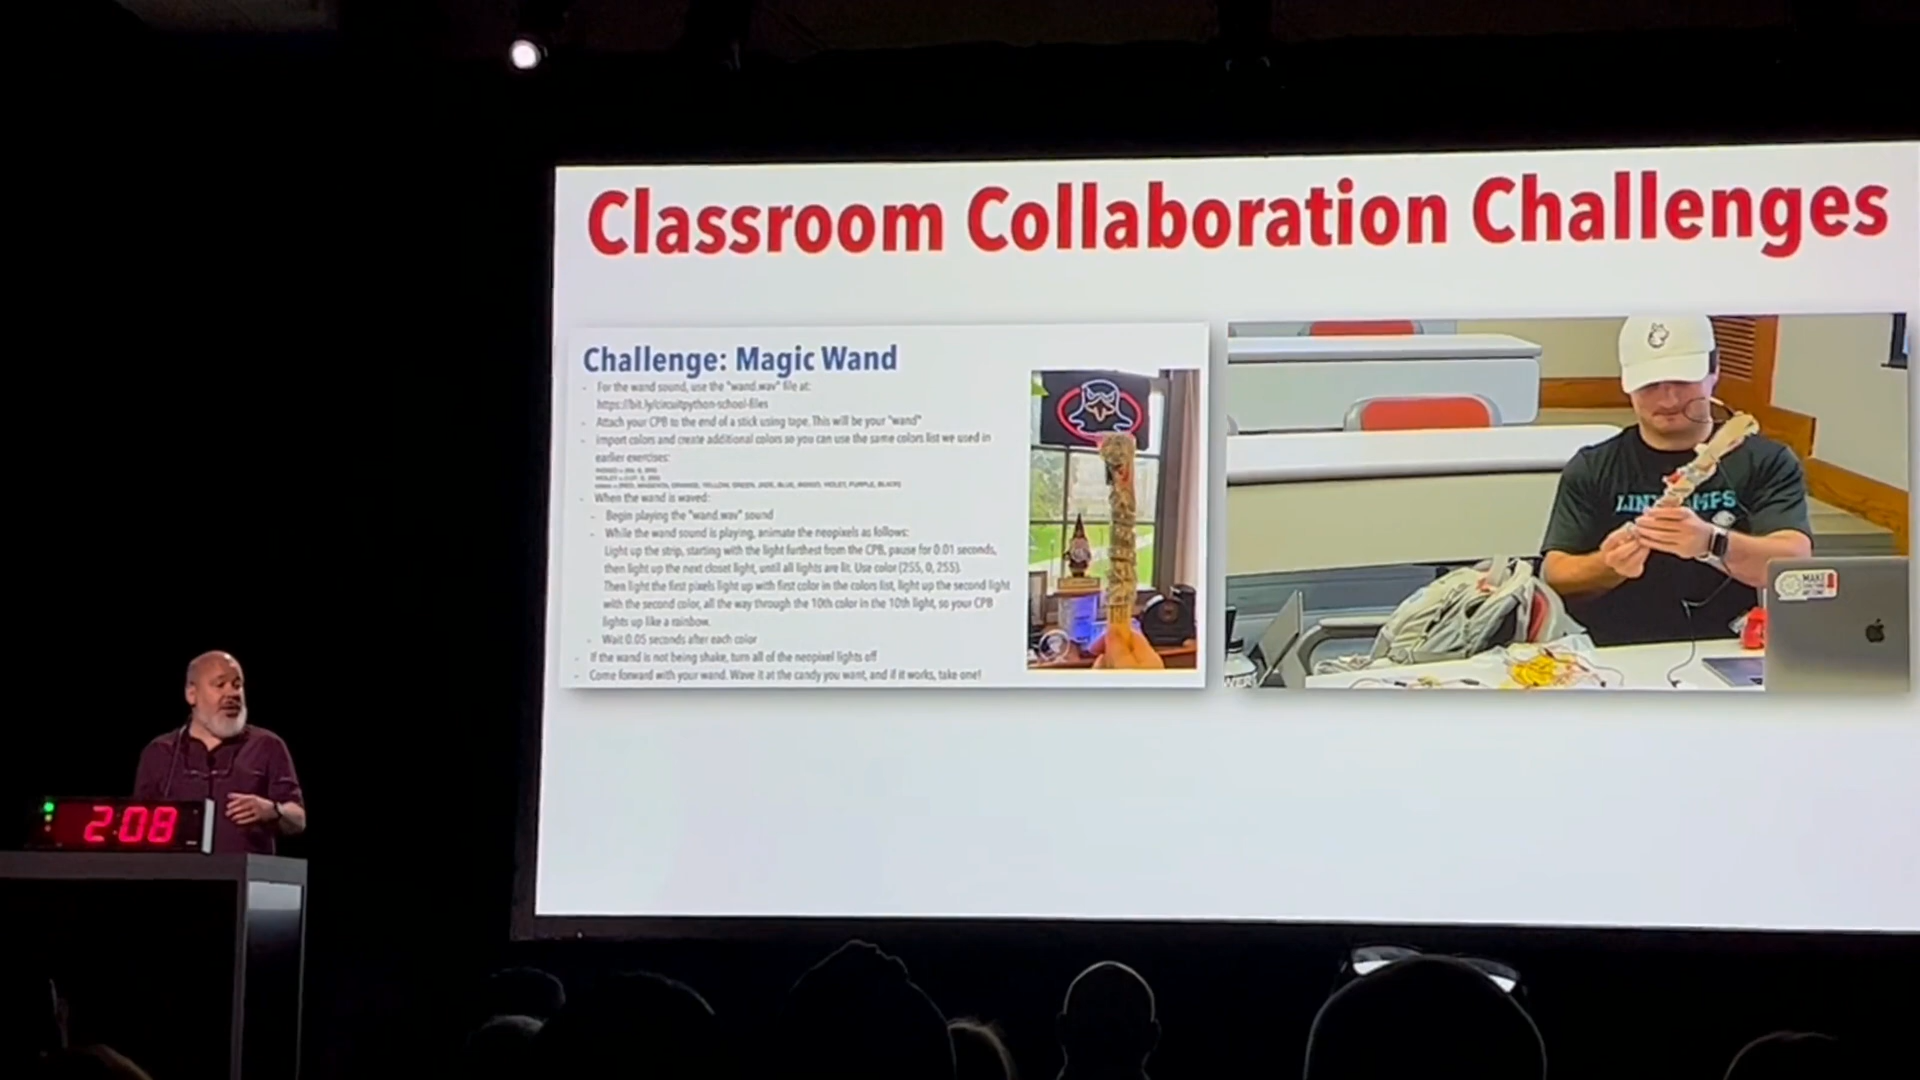 Classroom Collaboration Challenges
Challenge: Magic Wand
- For the wand sound, use the "wand.wav" file at:
https://bit.ly/circuitpython-school-files
- Attach your CPB to the end of a stick using tape. This will be your "wand"
- Import colors and create additional colors so you can use the same colors list we used in
earlier exercises:
- When the wand is waved:
- Begin playing the "wand.wav" sound
- While the wand sound is playing, animate the neopixels as follows:
Light up the strip, starting with the light furthest from the CPB, pause for 0.01 seconds,
then light up the next closet light, until all lights are lit. Use color (255, 0, 255).
Then light the first pixels light up with first color in the colors list, light up the second light
with the second color, all the way through the 10th color in the 10th light, so your CPB
lights up like a rainbow.
- Wait 0.05 seconds after each color
- If the wand is not being shake, turn all of the neopixel lights off
- Come forward with your wand. Wave it at the candy you want, and if it works, take one!
MAKE
2:08